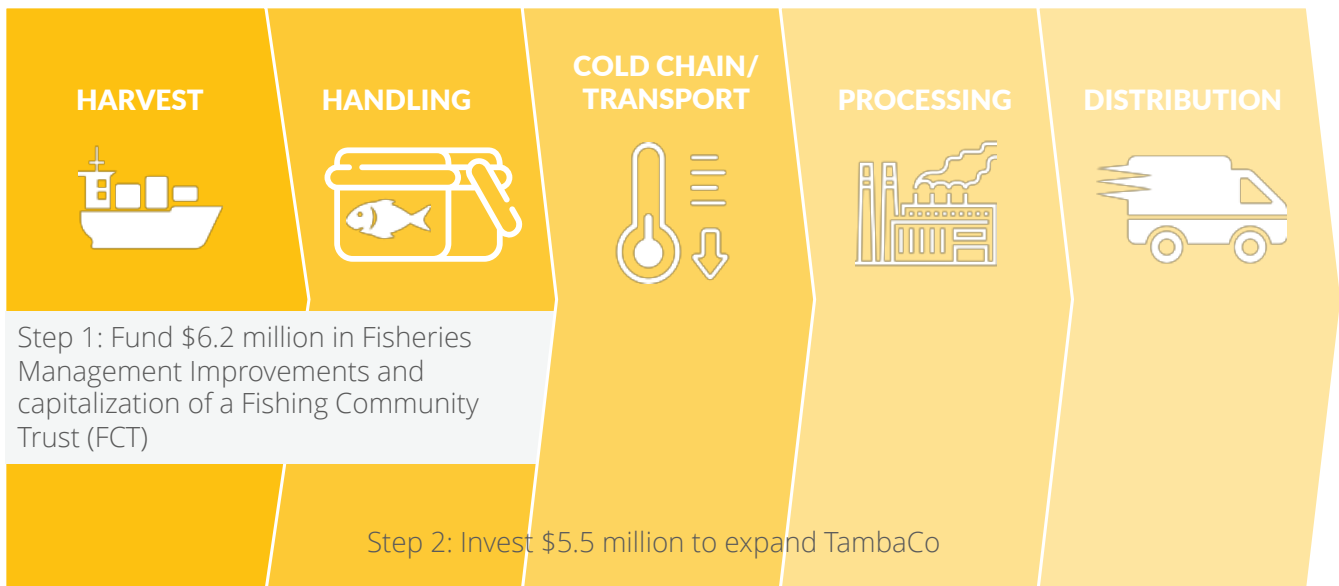 HARVEST
HANDLING
COLD CHAIN/
TRANSPORT
PROCESSING
DISTRIBUTION
Step 1: Fund $6.2 million in Fisheries
Management Improvements and
capitalization of a Fishing Community
Trust (FCT)
Step 2: Invest $5.5 million to expand TambaCo